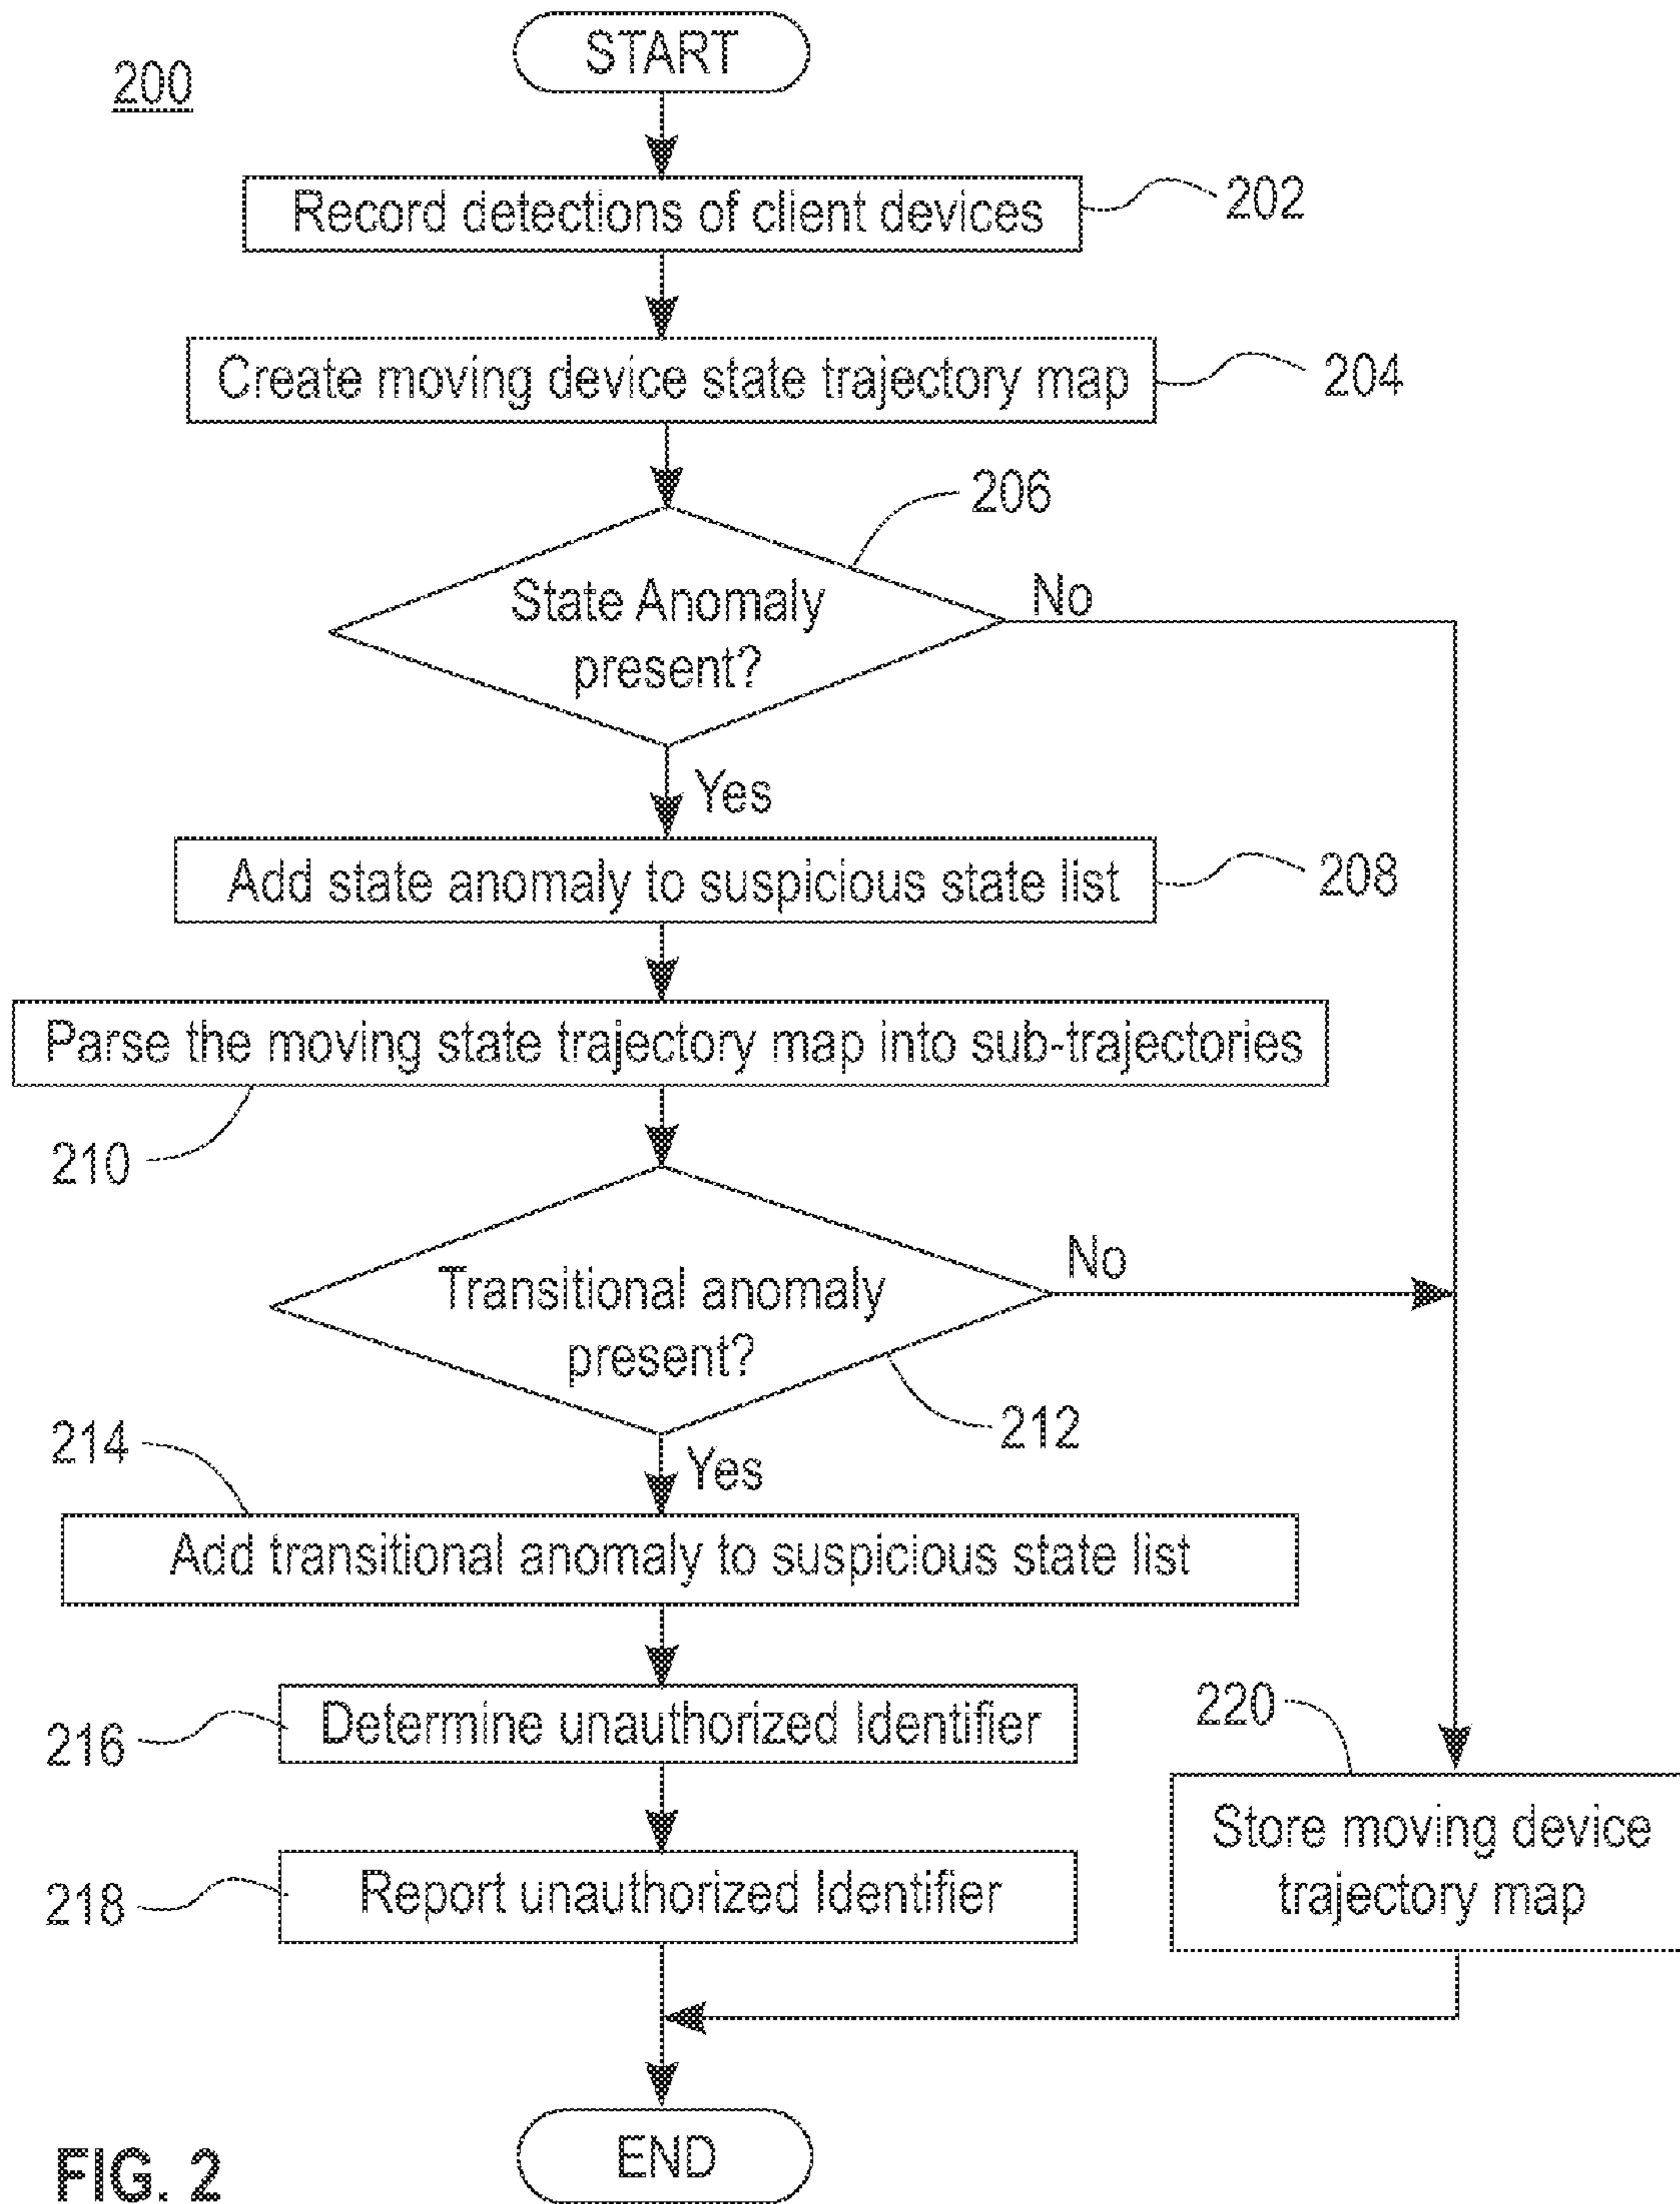 START
200
Record detections of client devices
202
Create moving device state trajectory map
204
206
State Anomaly
present?
No
Yes
Add state anomaly to suspicious state list
208
Parse the moving state trajectory map into sub-trajectories
210
Transitional anomaly
present?
No
212
214
Yes
Add transitional anomaly to suspicious state list
Determine unauthorized Identifier
216
220
Store moving device
trajectory map
Report unauthorized Identifier
218
END
FIG. 2